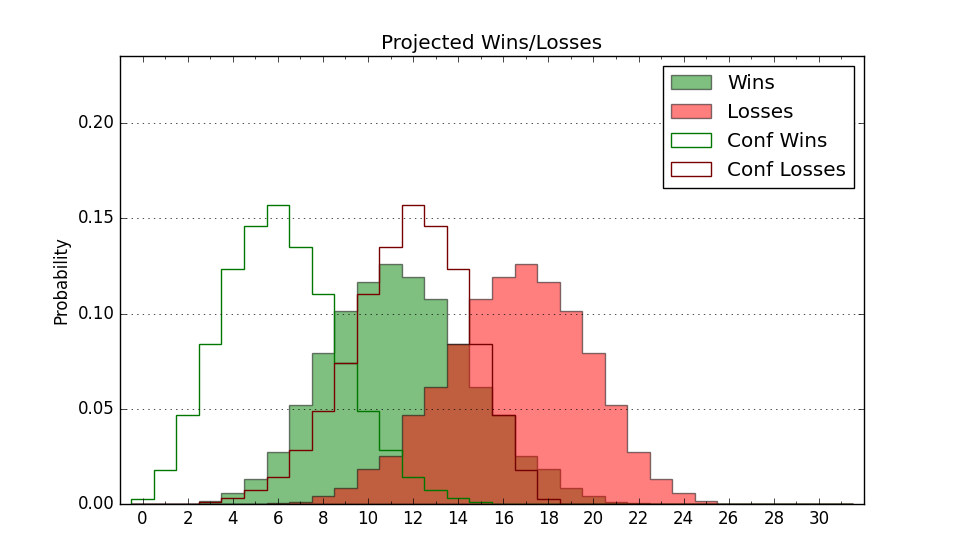 Projected Wins/Losses
Wins
Losses
Conf Wins
Conf Losses
Probability
0.20
0.15
0.10
0.05
0.00
0 2 4 6 8 10 12 14 16 18 20 22 24 26 28 30